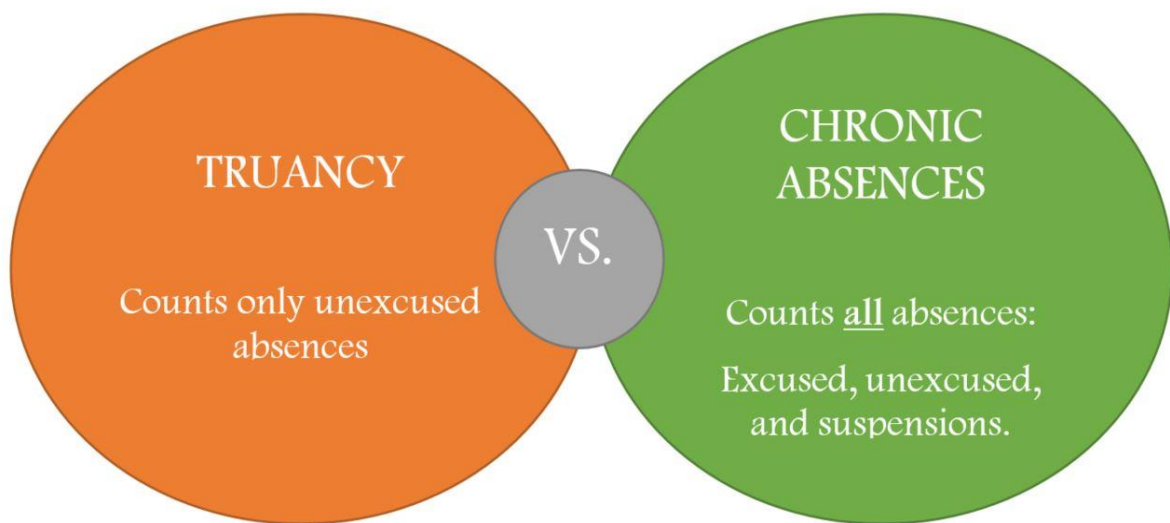 TRUANCY
Counts only unexcused
absences
VS.
CHRONIC
ABSENCES
Counts all absences:
Excused, unexcused,
and suspensions.